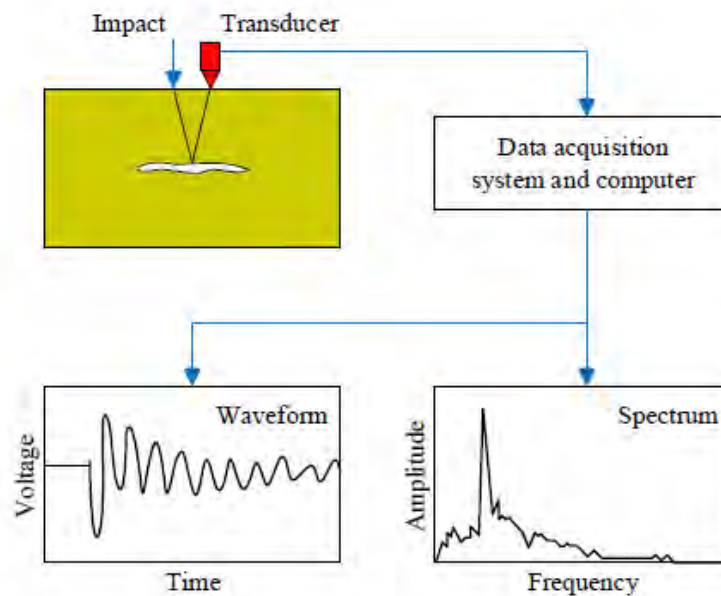 Impact
Transducer
Data acquisition
system and computer
Waveform
Voltage
Time
Spectrum
Amplitude
Frequency